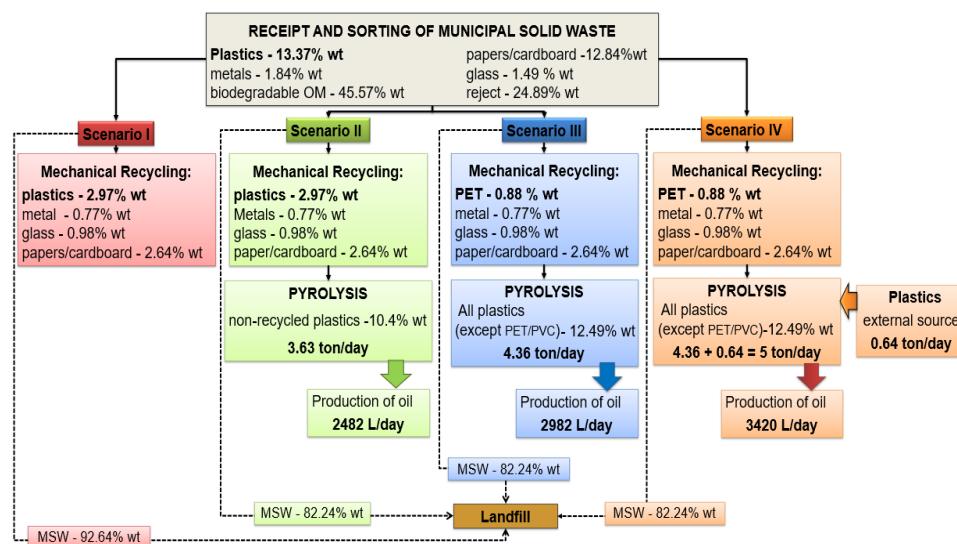 RECEIPT AND SORTING OF MUNICIPAL SOLID WASTE
Plastics - 13.37% wt
papers/cardboard -12.84%wt
metals - 1.84% wt
glass - 1.49 % wt
biodegradable OM - 45.57% wt
reject - 24.89% wt
Scenario I
Mechanical Recycling:
plastics - 2.97% wt
metal - 0.77% wt
glass - 0.98% wt
papers/cardboard - 2.64% wt
Scenario II
Mechanical Recycling:
plastics - 2.97% wt
Metals - 0.77% wt
glass - 0.98% wt
paper/cardboard - 2.64% wt
PYROLYSIS
non-recycled plastics -10.4% wt
3.63 ton/day
Production of oil
2482 L/day
Scenario III
Mechanical Recycling:
PET - 0.88 % wt
metal - 0.77% wt
glass - 0.98% wt
paper/cardboard - 2.64% wt
PYROLYSIS
All plastics
(except PET/PVC) - 12.49% wt
4.36 ton/day
Production of oil
2982 L/day
Scenario IV
Mechanical Recycling:
PET - 0.88 % wt
metal - 0.77% wt
glass - 0.98% wt
paper/cardboard - 2.64% wt
PYROLYSIS
All plastics
(except PET/PVC)-12.49% wt
4.36 + 0.64 = 5 ton/day
Plastics
external source
0.64 ton/day
Production of oil
3420 L/day
MSW - 82.24% wt
MSW - 82.24% wt
Landfill
MSW - 82.24% wt
MSW - 92.64% wt